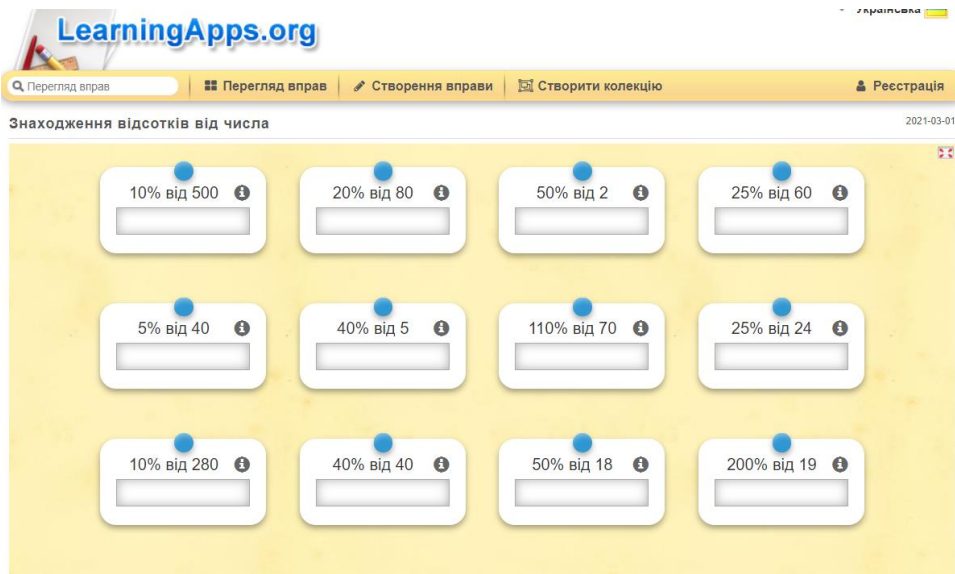 Українська
LearningApps.org
Перегляд вправ Перегляд вправ Створення вправи Створити колекцію Реєстрація
Знаходження відсотків від числа 2021-03-01
10% від 500 20% від 80 50% від 2 25% від 60
5% від 40 40% від 5 110% від 70 25% від 24
10% від 280 40% від 40 50% від 18 200% від 19